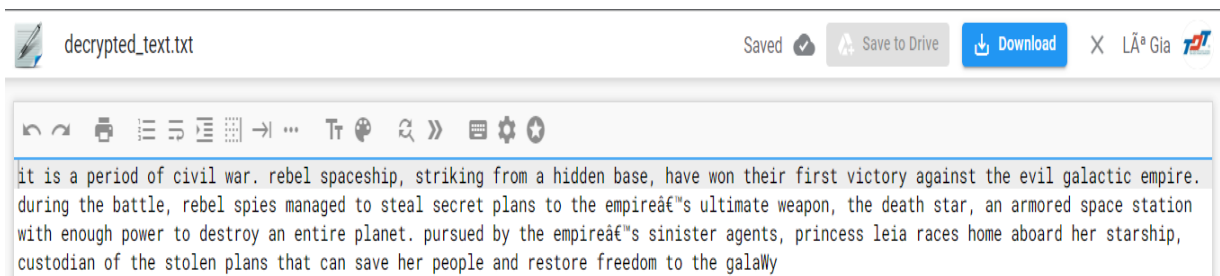 decrypted_text.txt
Saved
Save to Drive
Download
LÃª Gia
TDT
it is a period of civil war. rebel spaceship, striking from a hidden base, have won their first victory against the evil galactic empire.
during the battle, rebel spies managed to steal secret plans to the empireâ€™s ultimate weapon, the death star, an armored space station
with enough power to destroy an entire planet. pursued by the empireâ€™s sinister agents, princess leia races home aboard her starship,
custodian of the stolen plans that can save her people and restore freedom to the galaWy